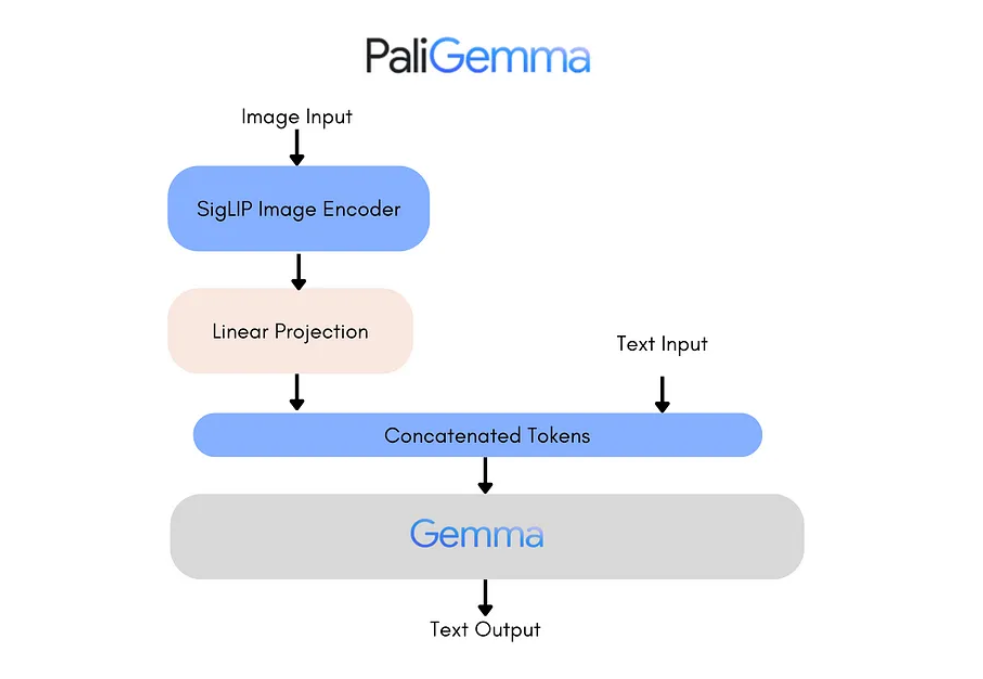 PaliGemma
Image Input
SigLIP Image Encoder
Linear Projection
Text Input
Concatenated Tokens
Gemma
Text Output